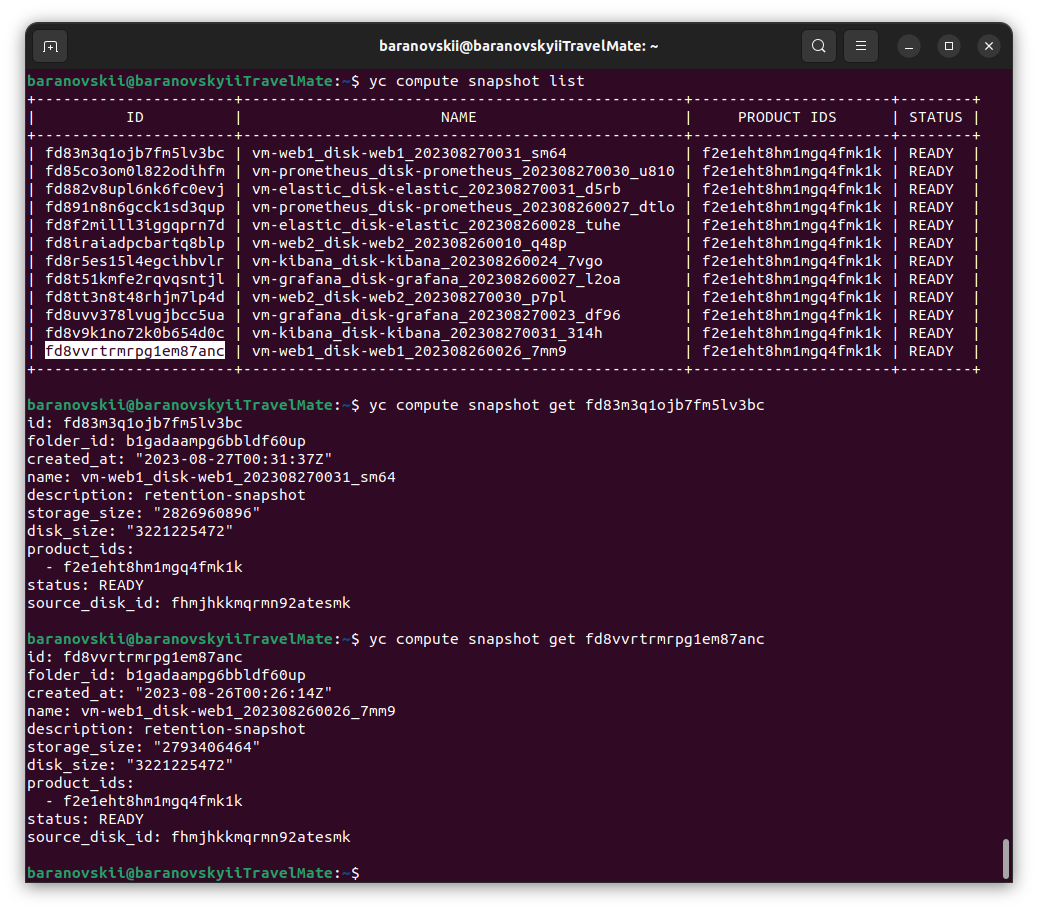 baranovskii@baranovskyiiTravelMate: ~
baranovskii@baranovskyiiTravelMate:~$ yc compute snapshot list
+----------------------+-------------------------------------------------+----------------------+--------+
|          ID          |                      NAME                       |     PRODUCT IDS      | STATUS |
+----------------------+-------------------------------------------------+----------------------+--------+
| fd83m3q1ojb7fm5lv3bc | vm-web1_disk-web1_202308270031_sm64             | f2e1eht8hm1mgq4fmk1k | READY  |
| fd85co3om0l822odihfm | vm-prometheus_disk-prometheus_202308270030_u810 | f2e1eht8hm1mgq4fmk1k | READY  |
| fd882v8upl6nk6fc0evj | vm-elastic_disk-elastic_202308270031_d5rb       | f2e1eht8hm1mgq4fmk1k | READY  |
| fd891n8n6gcck1sd3qup | vm-prometheus_disk-prometheus_202308260027_dtlo | f2e1eht8hm1mgq4fmk1k | READY  |
| fd8f2milll3iggqprn7d | vm-elastic_disk-elastic_202308260028_tuhe       | f2e1eht8hm1mgq4fmk1k | READY  |
| fd8iraiadpcbartq8blp | vm-web2_disk-web2_202308260010_q48p             | f2e1eht8hm1mgq4fmk1k | READY  |
| fd8r5es15l4egcihbvlr | vm-kibana_disk-kibana_202308260024_7vgo         | f2e1eht8hm1mgq4fmk1k | READY  |
| fd8t51kmfe2rqvqsntjl | vm-grafana_disk-grafana_202308260027_l2oa       | f2e1eht8hm1mgq4fmk1k | READY  |
| fd8tt3n8t48rhjm7lp4d | vm-web2_disk-web2_202308270030_p7pl             | f2e1eht8hm1mgq4fmk1k | READY  |
| fd8uvv378lvugjbcc5ua | vm-grafana_disk-grafana_202308270023_df96       | f2e1eht8hm1mgq4fmk1k | READY  |
| fd8v9k1no72k0b654d0c | vm-kibana_disk-kibana_202308270031_314h         | f2e1eht8hm1mgq4fmk1k | READY  |
| fd8vvrtrmrpg1em87anc | vm-web1_disk-web1_202308260026_7mm9             | f2e1eht8hm1mgq4fmk1k | READY  |
+----------------------+-------------------------------------------------+----------------------+--------+
baranovskii@baranovskyiiTravelMate:~$ yc compute snapshot get fd83m3q1ojb7fm5lv3bc
id: fd83m3q1ojb7fm5lv3bc
folder_id: b1gadaampg6bbldf60up
created_at: "2023-08-27T00:31:37Z"
name: vm-web1_disk-web1_202308270031_sm64
description: retention-snapshot
storage_size: "2826960896"
disk_size: "3221225472"
product_ids:
  - f2e1eht8hm1mgq4fmk1k
status: READY
source_disk_id: fhmjhkkmqrmn92atesmk
baranovskii@baranovskyiiTravelMate:~$ yc compute snapshot get fd8vvrtrmrpg1em87anc
id: fd8vvrtrmrpg1em87anc
folder_id: b1gadaampg6bbldf60up
created_at: "2023-08-26T00:26:14Z"
name: vm-web1_disk-web1_202308260026_7mm9
description: retention-snapshot
storage_size: "2793406464"
disk_size: "3221225472"
product_ids:
  - f2e1eht8hm1mgq4fmk1k
status: READY
source_disk_id: fhmjhkkmqrmn92atesmk
baranovskii@baranovskyiiTravelMate:~$